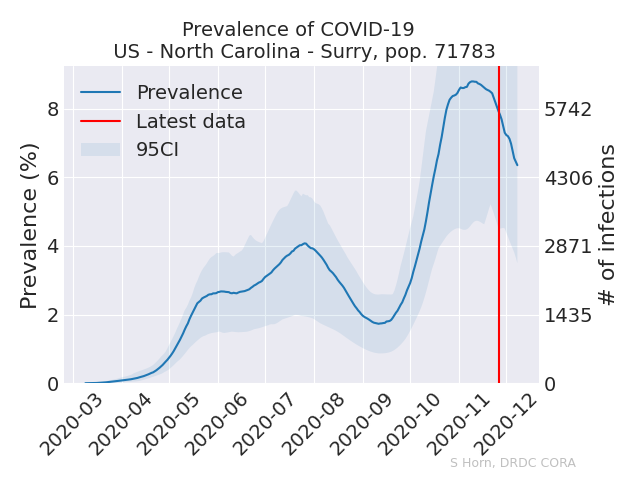 Prevalence of COVID-19
US - North Carolina - Surry, pop. 71783
Prevalence
Latest data
95CI
Prevalence (%)
8
6
4
2
0
5742
4306
2871
1435
0
# of infections
2020-03
2020-04
2020-05
2020-06
2020-07
2020-08
2020-09
2020-10
2020-11
2020-12
S Horn, DRDC CORA